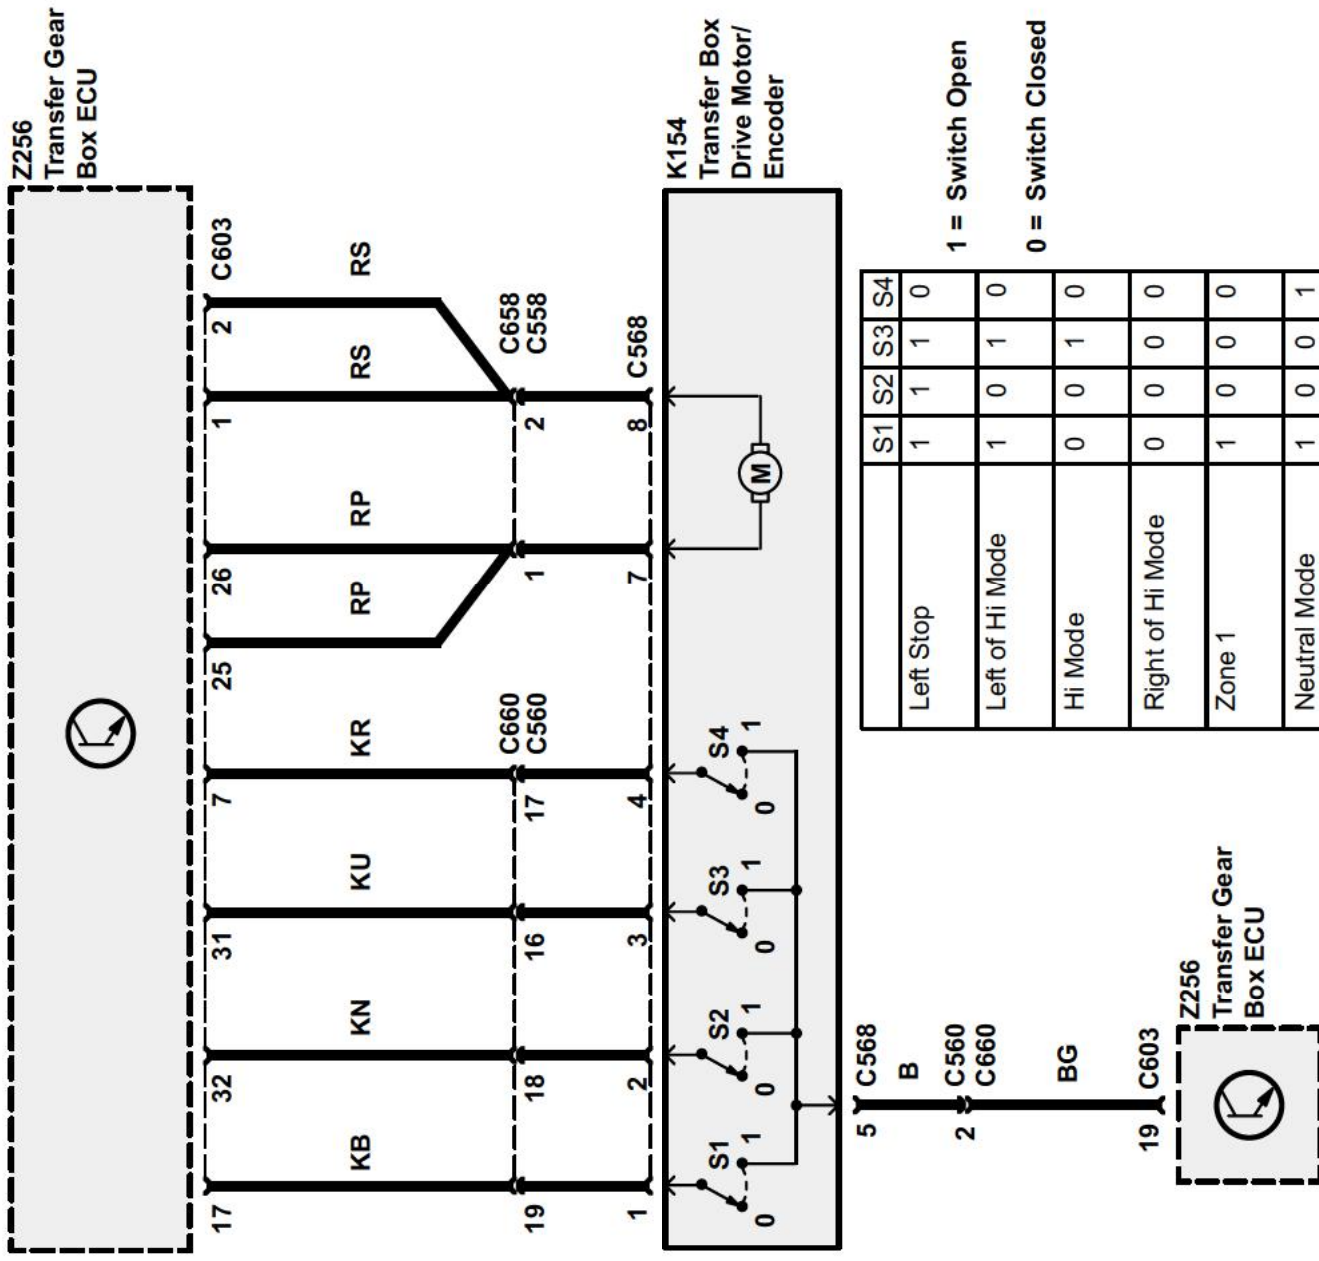 Z256
Transfer Gear
Box ECU
17
32
31
7
25
26
1
2
C603
KB
KN
KU
KR
RP
RP
RS
RS
C660
C560
C658
C558
19
18
16
17
1
2
C568
1
2
3
4
7
8
K154
Transfer Box
Drive Motor/
Encoder
S1
S2
S3
S4
0
1
0
1
0
1
0
1
M
5
C568
B
C560
2
C660
BG
19
C603
Z256
Transfer Gear
Box ECU
S1 S2 S3 S4
Left Stop 1 1 1 0
Left of Hi Mode 1 0 1 0
Hi Mode 0 0 1 0
Right of Hi Mode 0 0 0 0
Zone 1 1 0 0 0
Neutral Mode 1 0 0 1
1 = Switch Open
0 = Switch Closed